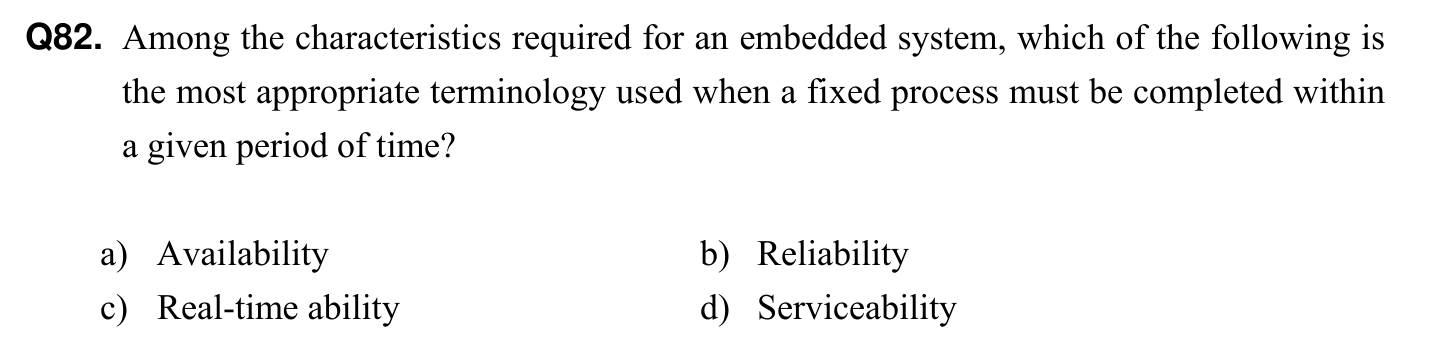 Q82. Among the characteristics required for an embedded system, which of the following is
the most appropriate terminology used when a fixed process must be completed within
a given period of time?
a) Availability b) Reliability
c) Real-time ability d) Serviceability